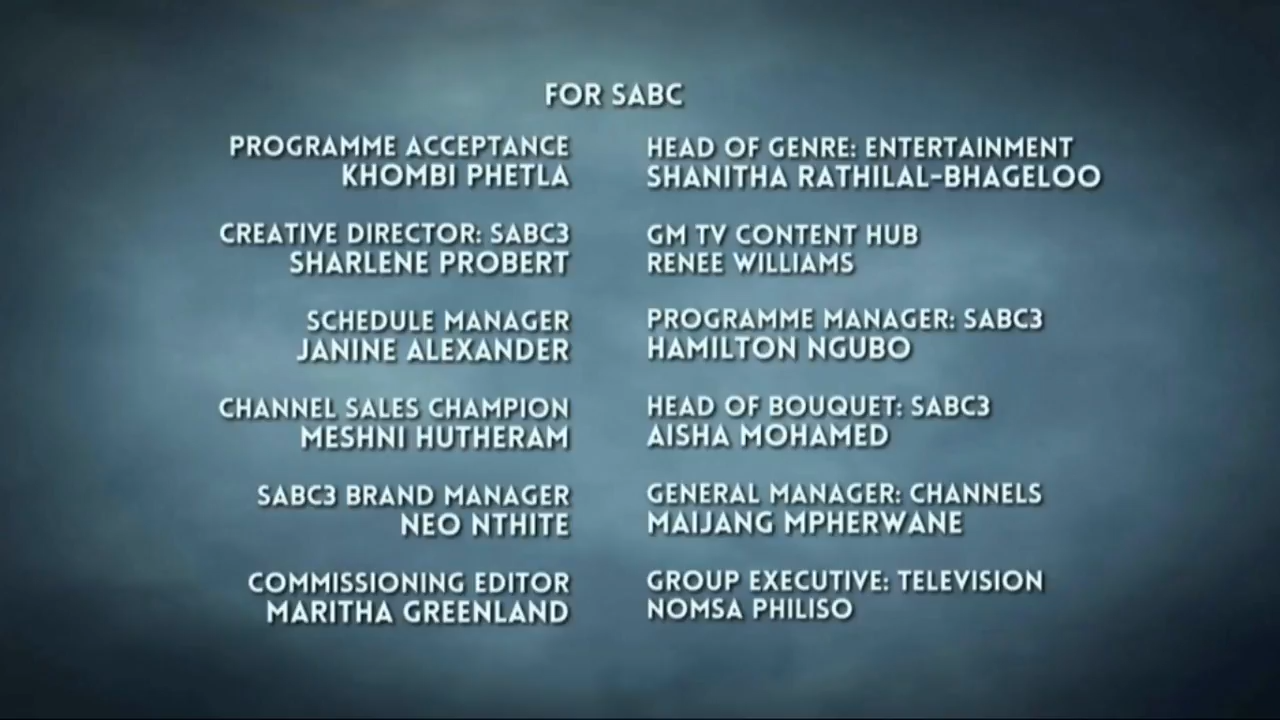 FOR SABC
PROGRAMME ACCEPTANCE
KHOMBI PHETLA
CREATIVE DIRECTOR: SABC3
SHARLENE PROBERT
SCHEDULE MANAGER
JANINE ALEXANDER
CHANNEL SALES CHAMPION
MESHNI HUTHERAM
SABC3 BRAND MANAGER
NEO NTHITE
COMMISSIONING EDITOR
MARITHA GREENLAND
HEAD OF GENRE: ENTERTAINMENT
SHANITHA RATHILAL-BHAGELOO
GM TV CONTENT HUB
RENEE WILLIAMS
PROGRAMME MANAGER: SABC3
HAMILTON NGUBO
HEAD OF BOUQUET: SABC3
AISHA MOHAMED
GENERAL MANAGER: CHANNELS
MAIJANG MPHERWANE
GROUP EXECUTIVE: TELEVISION
NOMSA PHILISO